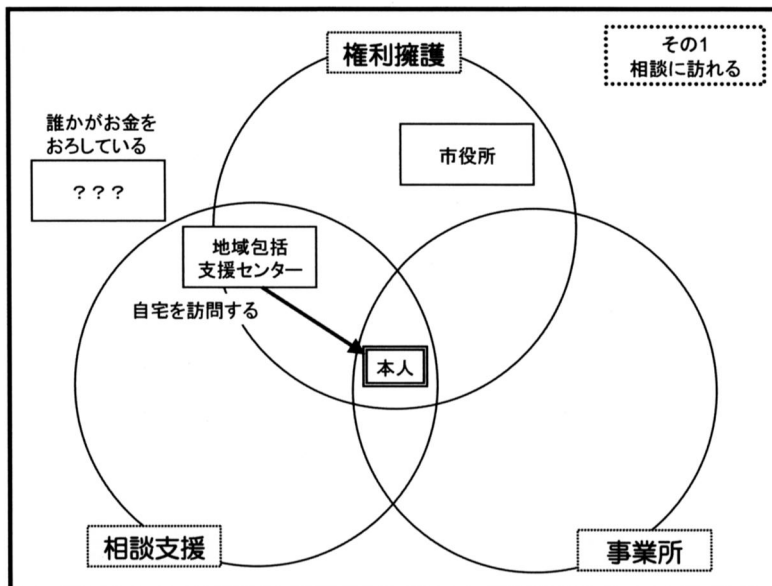 権利擁護
その1
相談に訪れる
誰かがお金を
おろしている
？？？
市役所
地域包括
支援センター
自宅を訪問する
本人
相談支援
事業所